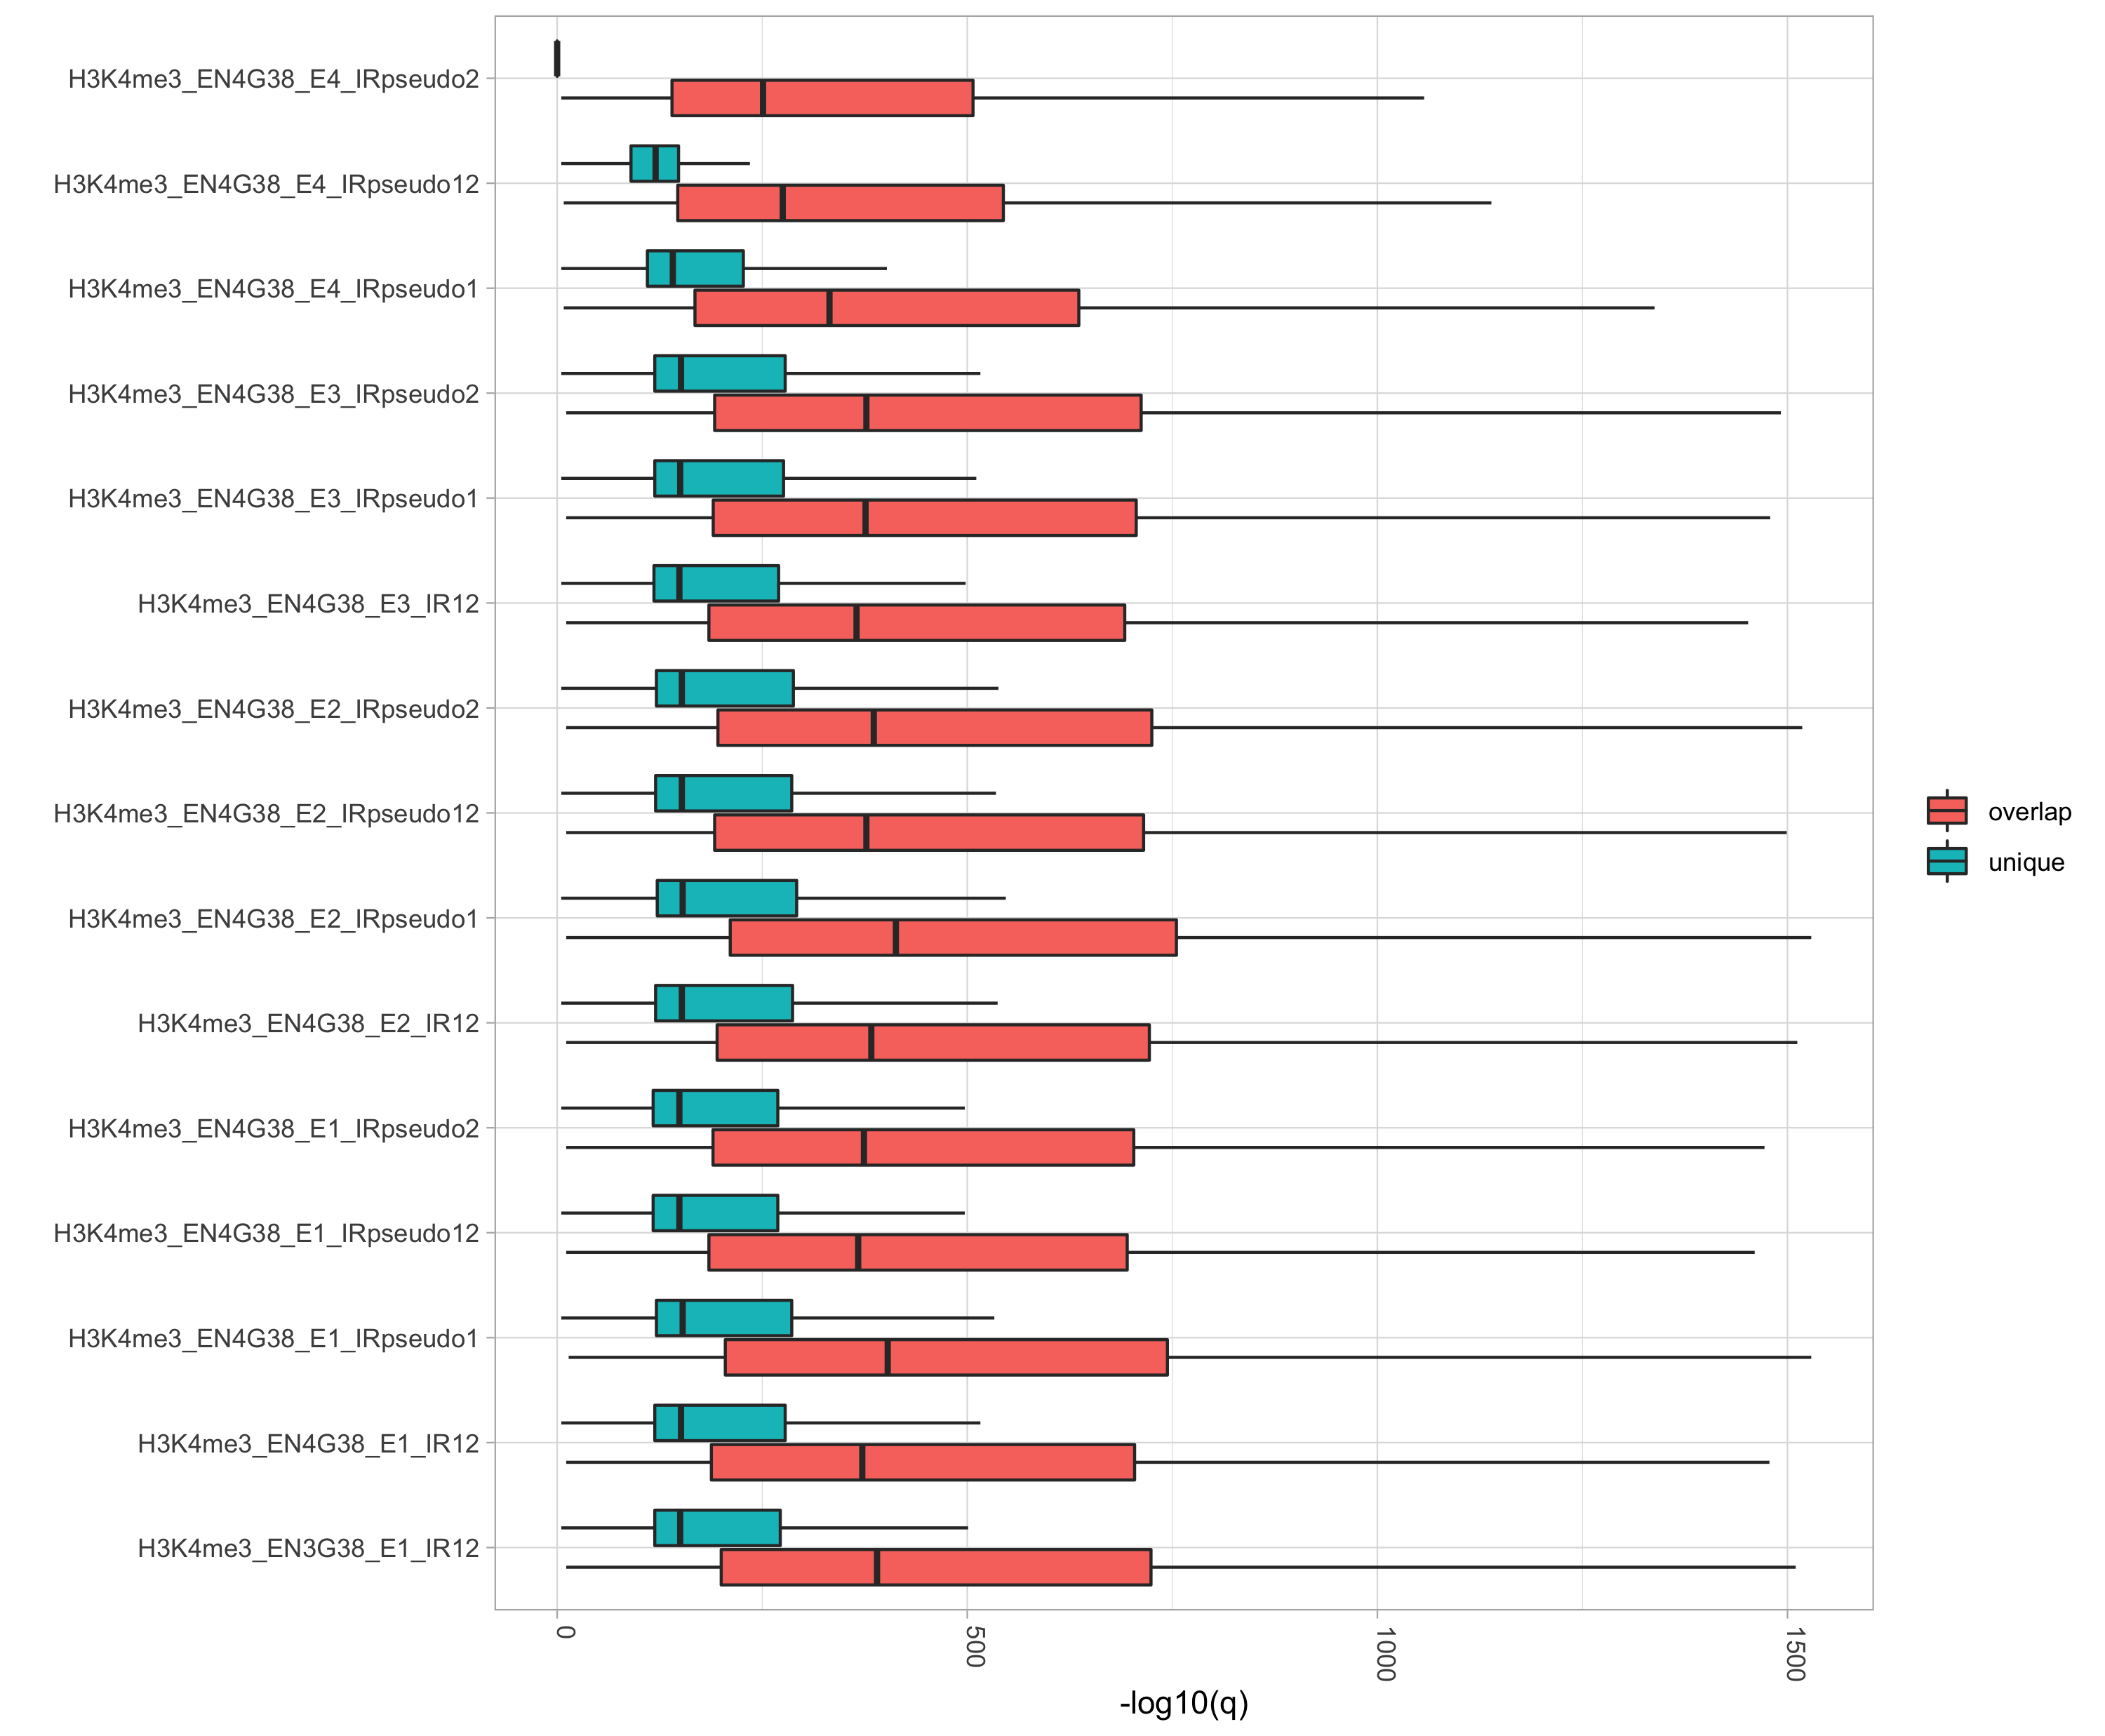 H3K4me3_EN4G38_E4_IRpseudo2
H3K4me3_EN4G38_E4_IRpseudo12
H3K4me3_EN4G38_E4_IRpseudo1
H3K4me3_EN4G38_E3_IRpseudo2
H3K4me3_EN4G38_E3_IRpseudo1
H3K4me3_EN4G38_E3_IR12
H3K4me3_EN4G38_E2_IRpseudo2
H3K4me3_EN4G38_E2_IRpseudo12
H3K4me3_EN4G38_E2_IRpseudo1
H3K4me3_EN4G38_E2_IR12
H3K4me3_EN4G38_E1_IRpseudo2
H3K4me3_EN4G38_E1_IRpseudo12
H3K4me3_EN4G38_E1_IRpseudo1
H3K4me3_EN4G38_E1_IR12
H3K4me3_EN3G38_E1_IR12
0
500
1000
1500
-log10(q)
overlap
unique